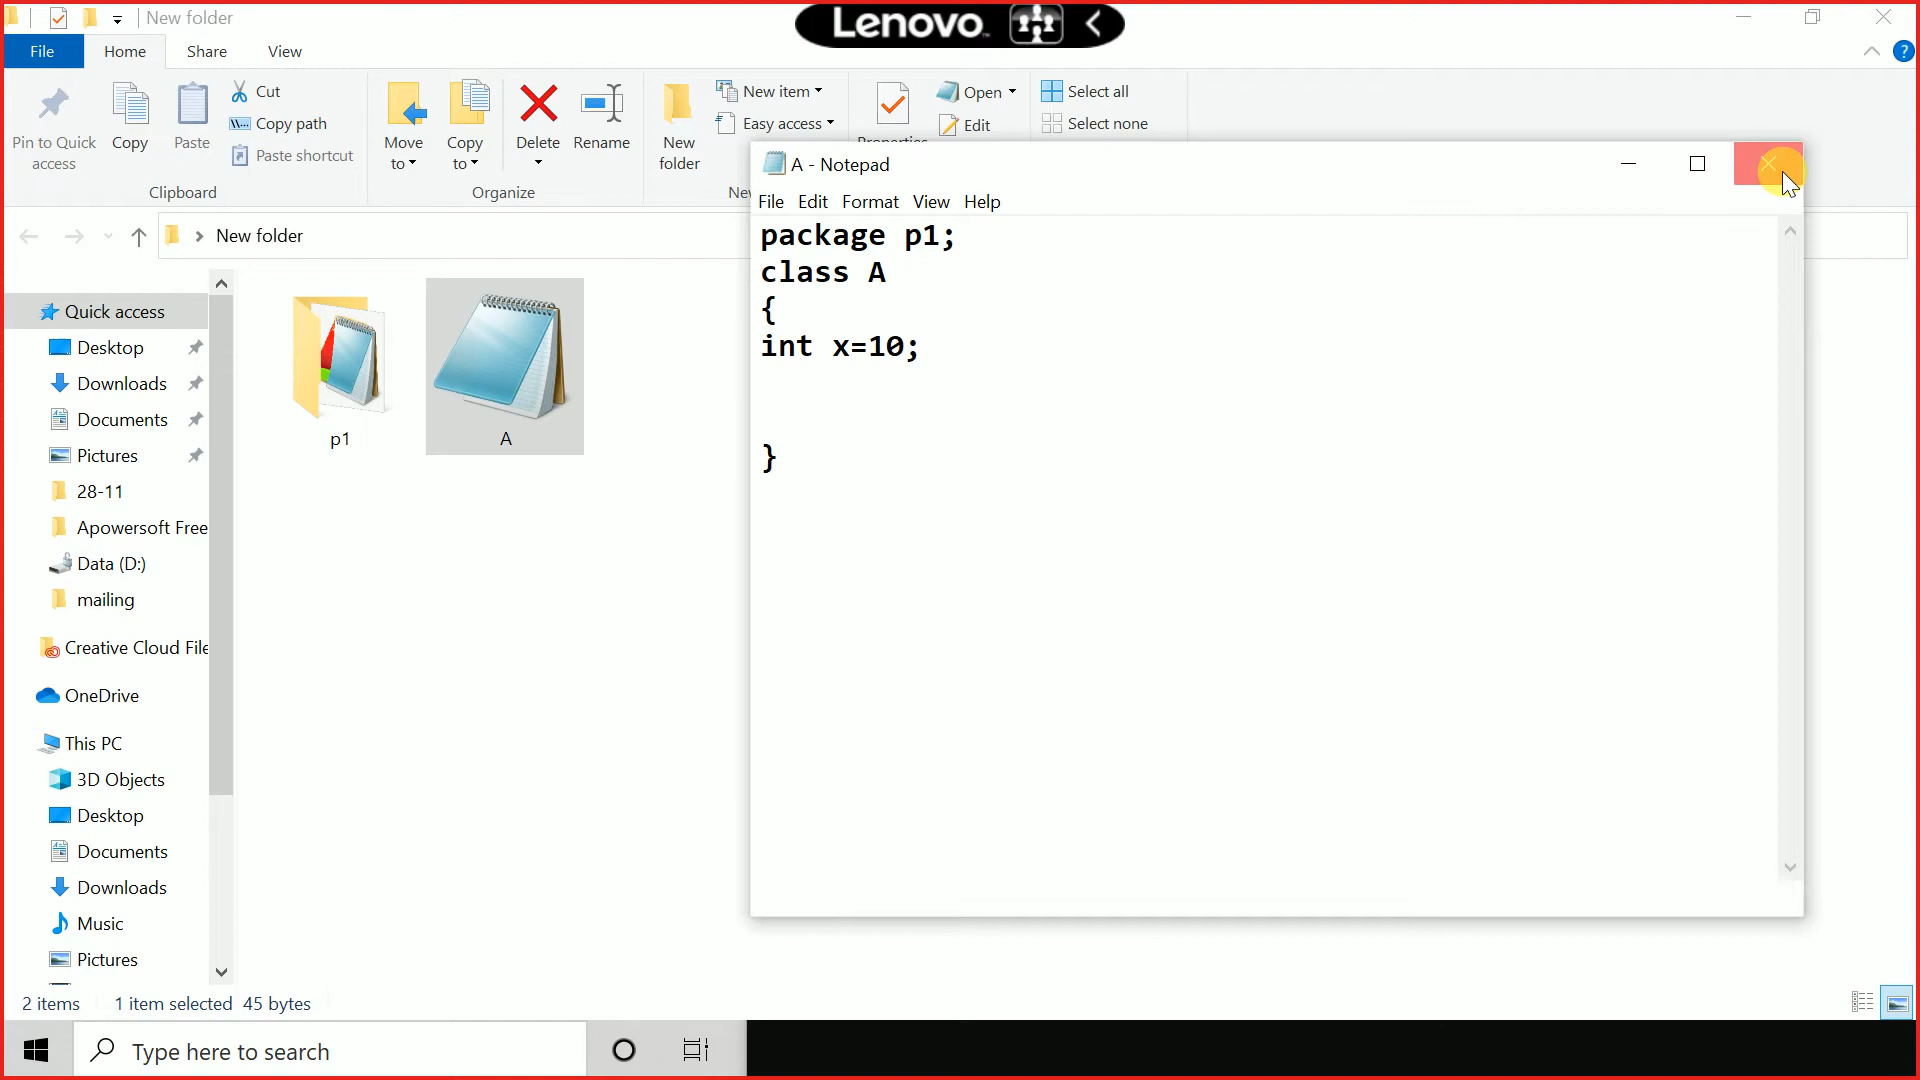 New folder
Lenovo
File Home Share View
Pin to Quick access
Copy
Paste
Cut
Copy path
Paste shortcut
Clipboard
Move to
Copy to
Delete
Rename
Organize
New folder
New item
Easy access
Nev
Properties
Open
Edit
Select all
Select none
New folder
Quick access
Desktop
Downloads
Documents
Pictures
28-11
Apowersoft Free
Data (D:)
mailing
Creative Cloud File
OneDrive
This PC
3D Objects
Desktop
Documents
Downloads
Music
Pictures
p1
A
A - Notepad
File Edit Format View Help
package p1;
class A
{
int x=10;
}
2 items 1 item selected 45 bytes
Type here to search